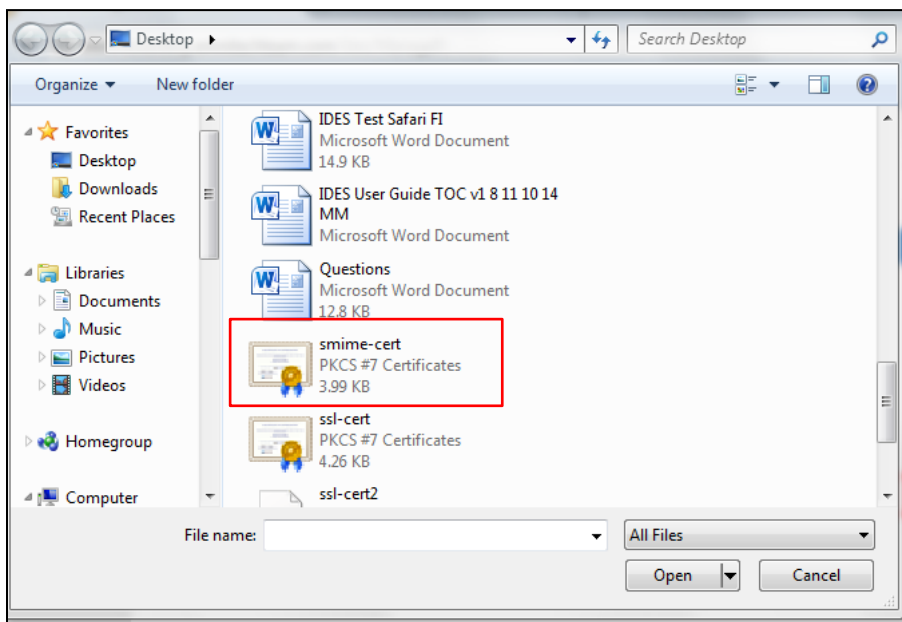 Desktop
Search Desktop
Organize
New folder
Favorites
Desktop
Downloads
Recent Places
Libraries
Documents
Music
Pictures
Videos
Homegroup
Computer
IDES Test Safari FI
Microsoft Word Document
14.9 KB
IDES User Guide TOC v1 8 11 10 14
MM
Microsoft Word Document
Questions
Microsoft Word Document
12.8 KB
smime-cert
PKCS #7 Certificates
3.99 KB
ssl-cert
PKCS #7 Certificates
4.26 KB
ssl-cert2
File name:
All Files
Open
Cancel